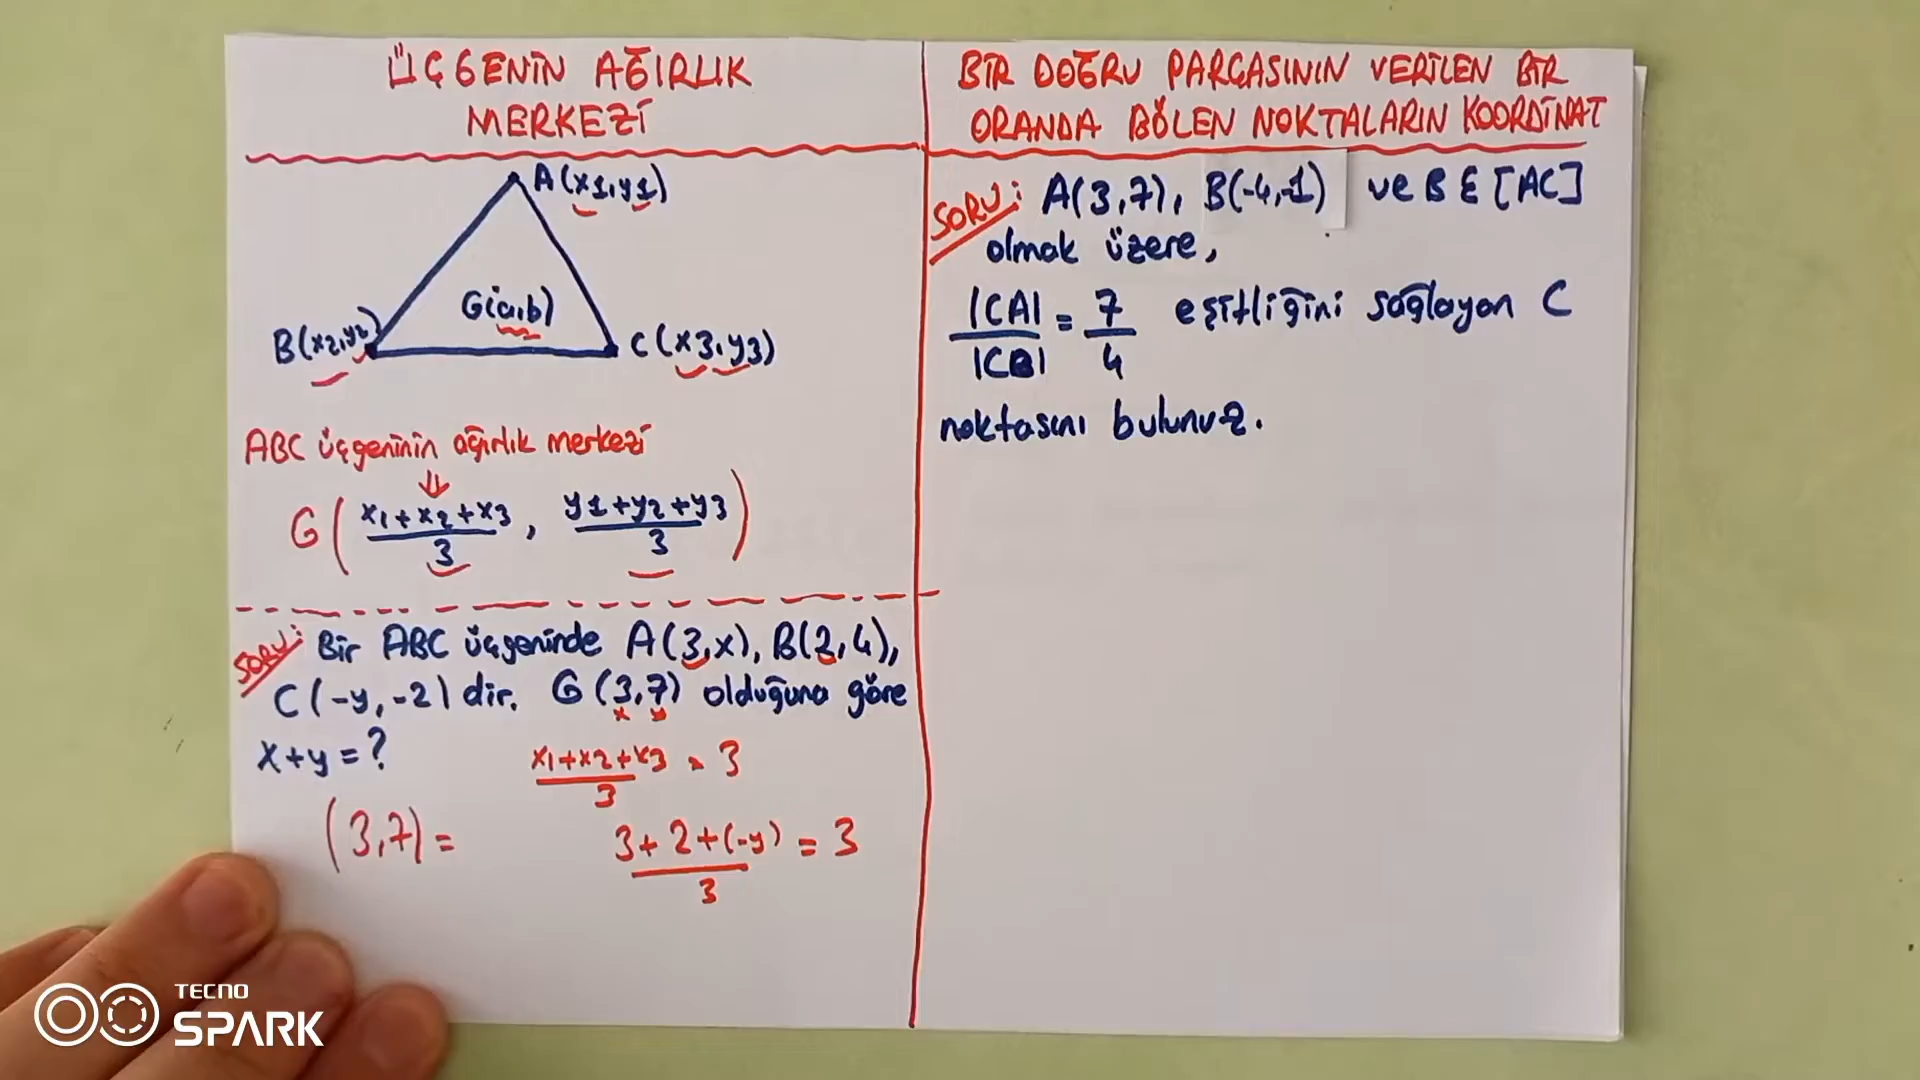 ÜÇGENİN AĞIRLIK
MERKEZİ
A(x1,y1)
G(a,b)
B(x2,y2)
C(x3,y3)
ABC üçgeninin ağırlık merkezi
⇓
G( x1+x2+x3 / 3 , y1+y2+y3 / 3 )
SORU: Bir ABC üçgeninde A(3,x), B(2,4),
C(-y,-2) dir. G(3,7) olduğuna göre
x y
x+y=?
x1+x2+x3 / 3 = 3
(3,7)=
3+2+(-y) / 3 = 3
BİR DOĞRU PARÇASININ VERİLEN BİR
ORANDA BÖLEN NOKTALARIN KOORDİNAT
SORU: A(3,7), B(-4,-1) ve B ∈ [AC]
olmak üzere,
|CA| / |CB| = 7 / 4 eşitliğini sağlayan C
noktasını bulunuz.
TECNO
SPARK